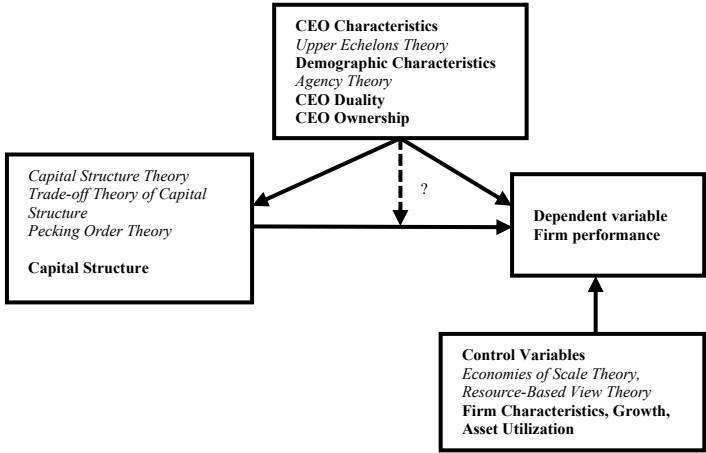 CEO Characteristics
Upper Echelons Theory
Demographic Characteristics
Agency Theory
CEO Duality
CEO Ownership
Capital Structure Theory
Trade-off Theory of Capital
Structure
Pecking Order Theory
Capital Structure
?
Dependent variable
Firm performance
Control Variables
Economies of Scale Theory,
Resource-Based View Theory
Firm Characteristics, Growth,
Asset Utilization